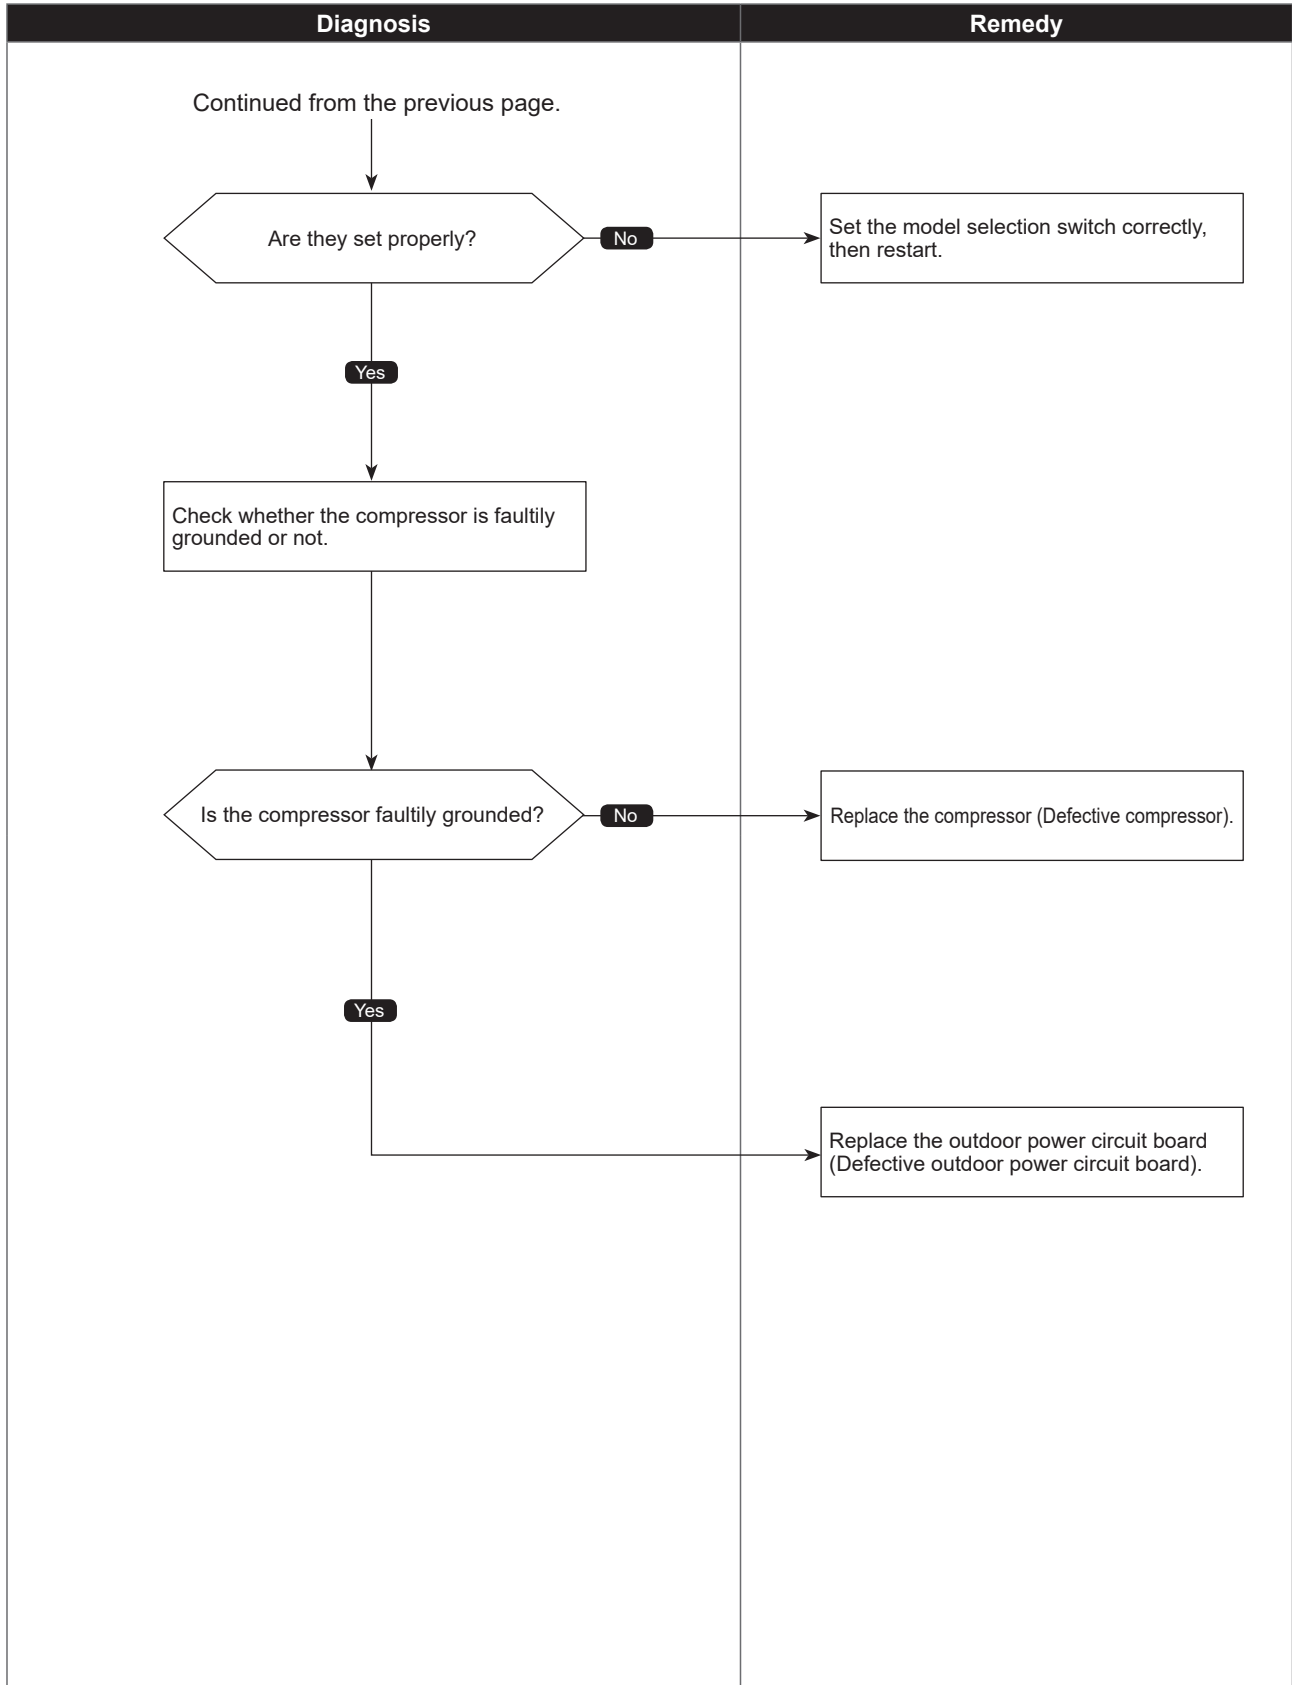 Diagnosis
Remedy
Continued from the previous page.
Are they set properly?
No
Set the model selection switch correctly,
then restart.
Yes
Check whether the compressor is faultily
grounded or not.
Is the compressor faultily grounded?
No
Replace the compressor (Defective compressor).
Yes
Replace the outdoor power circuit board
(Defective outdoor power circuit board).